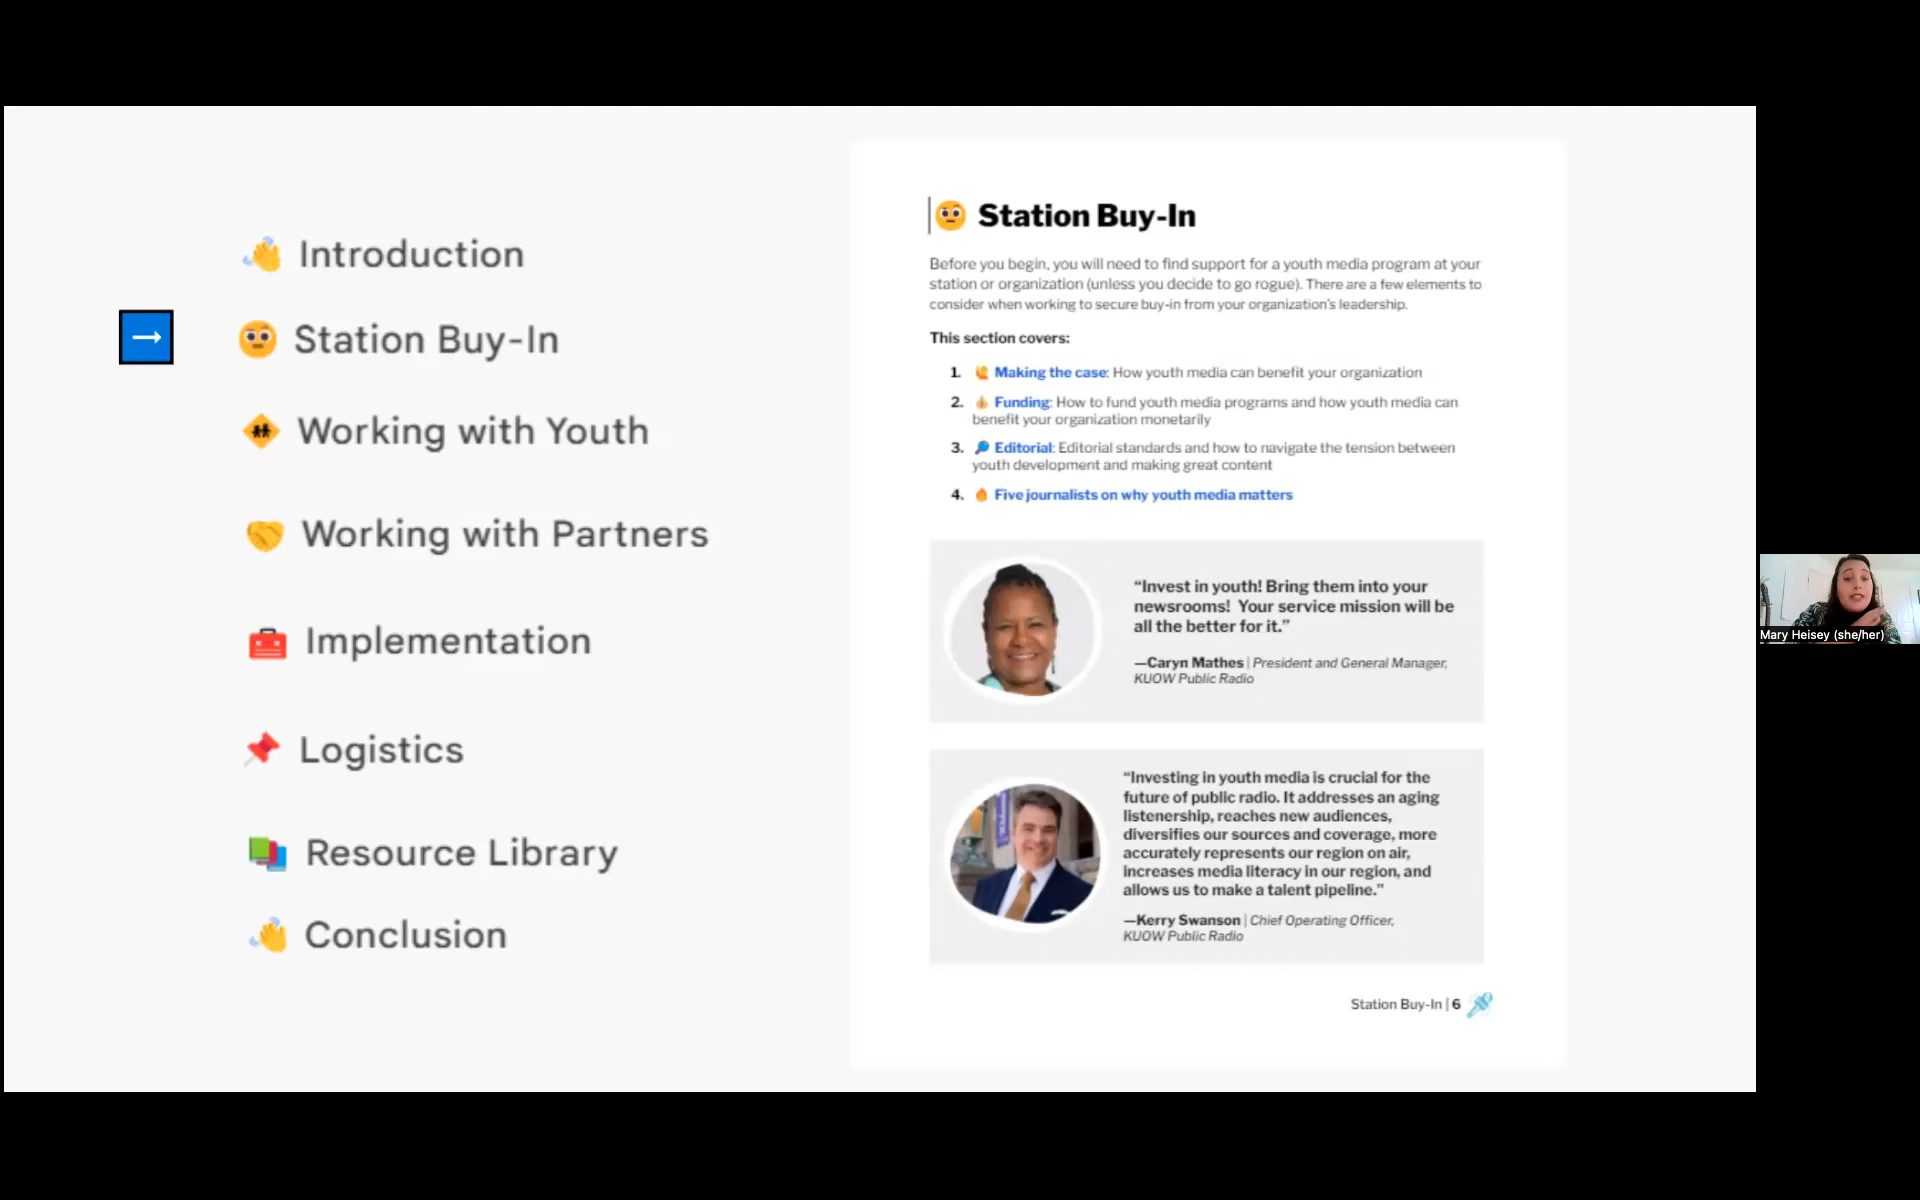 Introduction
Station Buy-In
Working with Youth
Working with Partners
Implementation
Logistics
Resource Library
Conclusion
Station Buy-In
Before you begin, you will need to find support for a youth media program at your
station or organization (unless you decide to go rogue). There are a few elements to
consider when working to secure buy-in from your organization's leadership.
This section covers:
1. Making the case: How youth media can benefit your organization
2. Funding: How to fund youth media programs and how youth media can
benefit your organization monetarily
3. Editorial: Editorial standards and how to navigate the tension between
youth development and making great content
4. Five journalists on why youth media matters
“Invest in youth! Bring them into your
newsrooms! Your service mission will be
all the better for it.”
—Caryn Mathes | President and General Manager,
KUOW Public Radio
“Investing in youth media is crucial for the
future of public radio. It addresses an aging
listenership, reaches new audiences,
diversifies our sources and coverage, more
accurately represents our region on air,
increases media literacy in our region, and
allows us to make a talent pipeline.”
—Kerry Swanson | Chief Operating Officer,
KUOW Public Radio
Station Buy-In | 6
Mary Heisey (she/her)